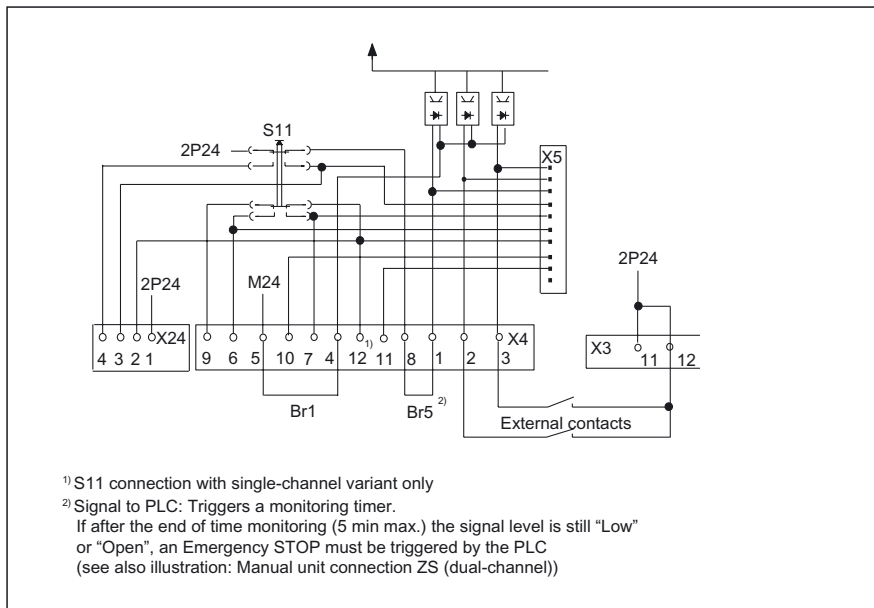 S11
2P24
X5
2P24
M24
2P24
X24
4 3 2 1
X4
9 6 5 10 7 4 12 1) 11 8 1 2 3
X3
11 12
Br1
Br5 2)
External contacts
1) S11 connection with single-channel variant only
2) Signal to PLC: Triggers a monitoring timer.
If after the end of time monitoring (5 min max.) the signal level is still “Low”
or “Open”, an Emergency STOP must be triggered by the PLC
(see also illustration: Manual unit connection ZS (dual-channel))